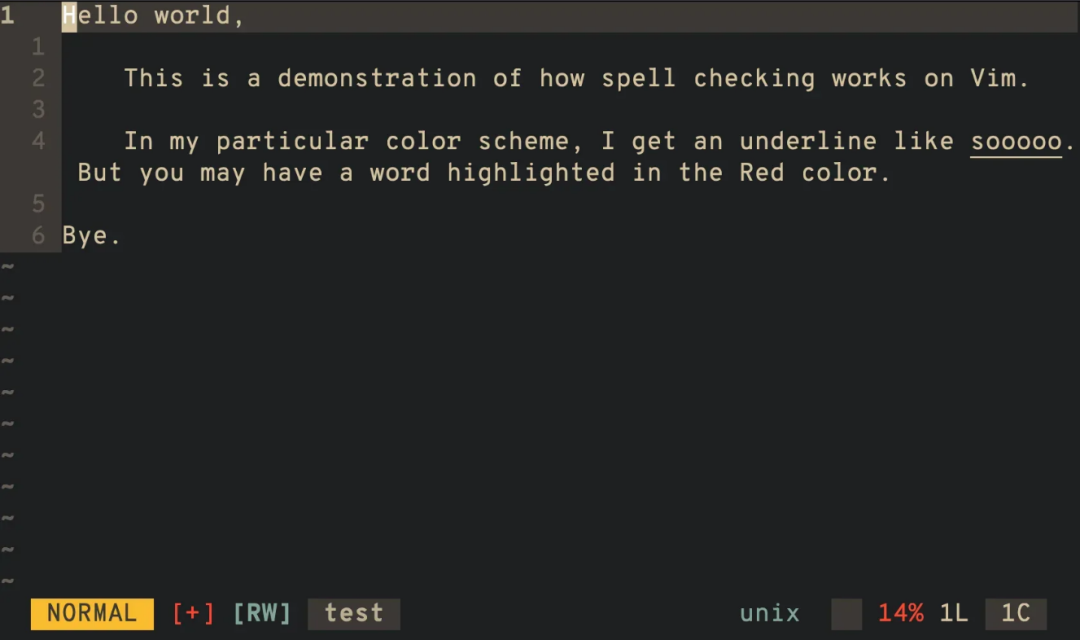 1 Hello world,
1
2 This is a demonstration of how spell checking works on Vim.
3
4 In my particular color scheme, I get an underline like sooooo.
But you may have a word highlighted in the Red color.
5
6 Bye.
~
~
~
~
~
~
~
~
~
~
~
NORMAL [+] [RW] test unix 14% 1L 1C